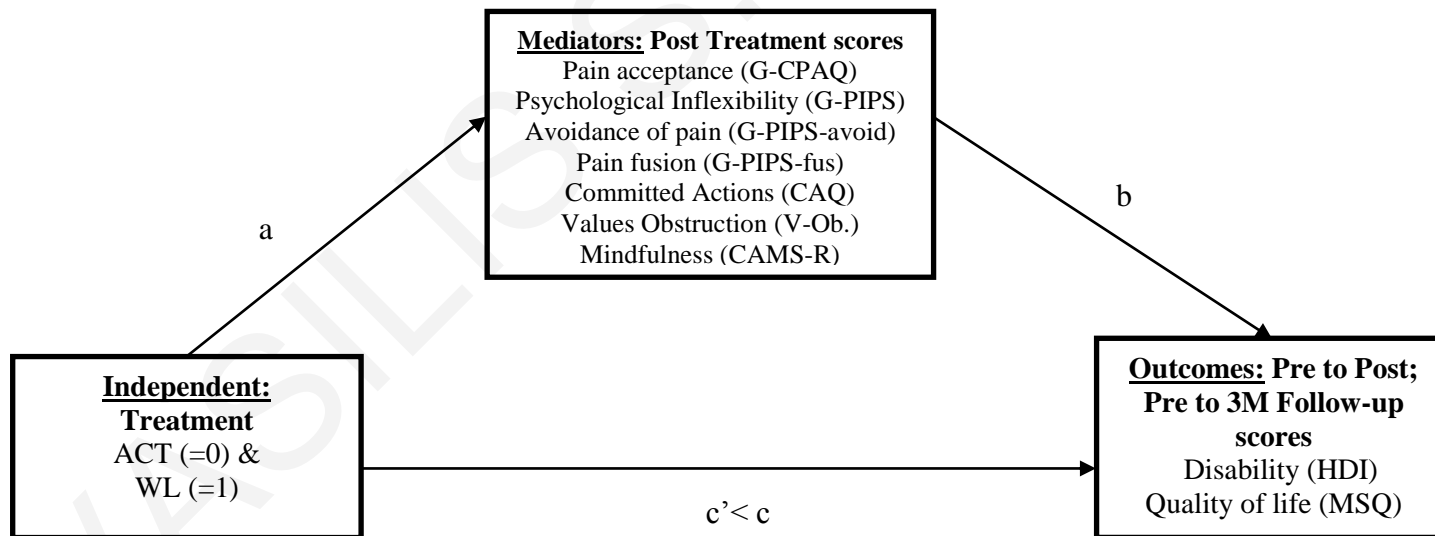 Mediators: Post Treatment scores
Pain acceptance (G-CPAQ)
Psychological Inflexibility (G-PIPS)
Avoidance of pain (G-PIPS-avoid)
Pain fusion (G-PIPS-fus)
Committed Actions (CAQ)
Values Obstruction (V-Ob.)
Mindfulness (CAMS-R)
a
b
Independent:
Treatment
ACT (=0) &
WL (=1)
Outcomes: Pre to Post;
Pre to 3M Follow-up
scores
Disability (HDI)
Quality of life (MSQ)
c’< c